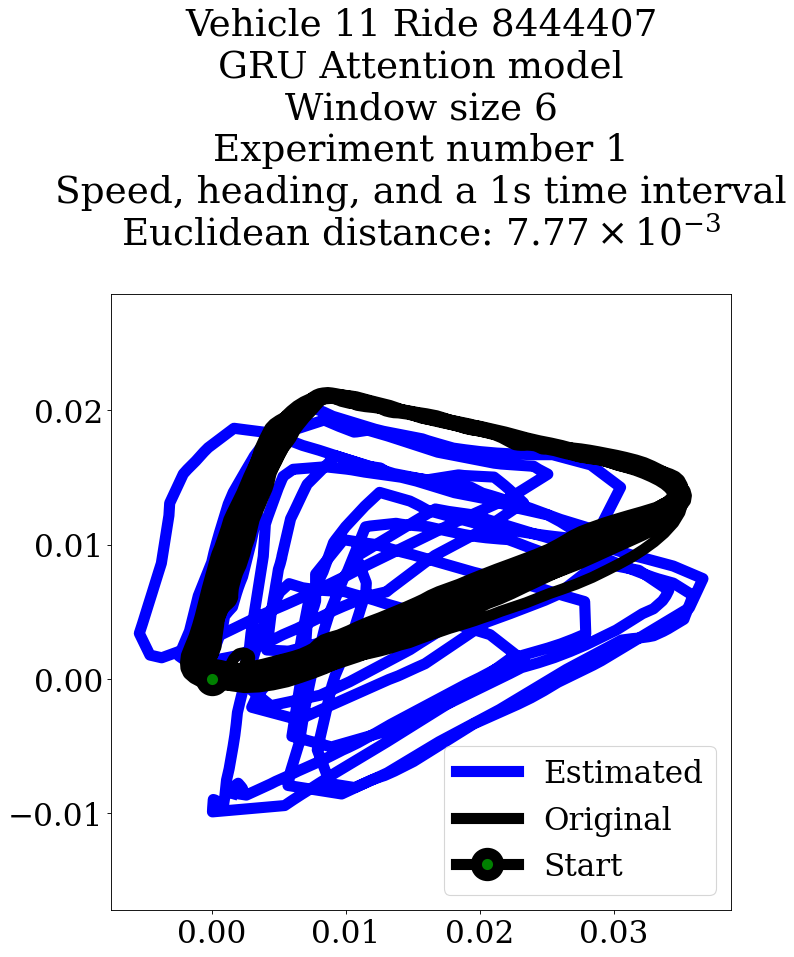 Vehicle 11 Ride 8444407
GRU Attention model
Window size 6
Experiment number 1
Speed, heading, and a 1s time interval
Euclidean distance: 7.77 × 10⁻³
0.02
0.01
0.00
−0.01
Estimated
Original
Start
0.00 0.01 0.02 0.03